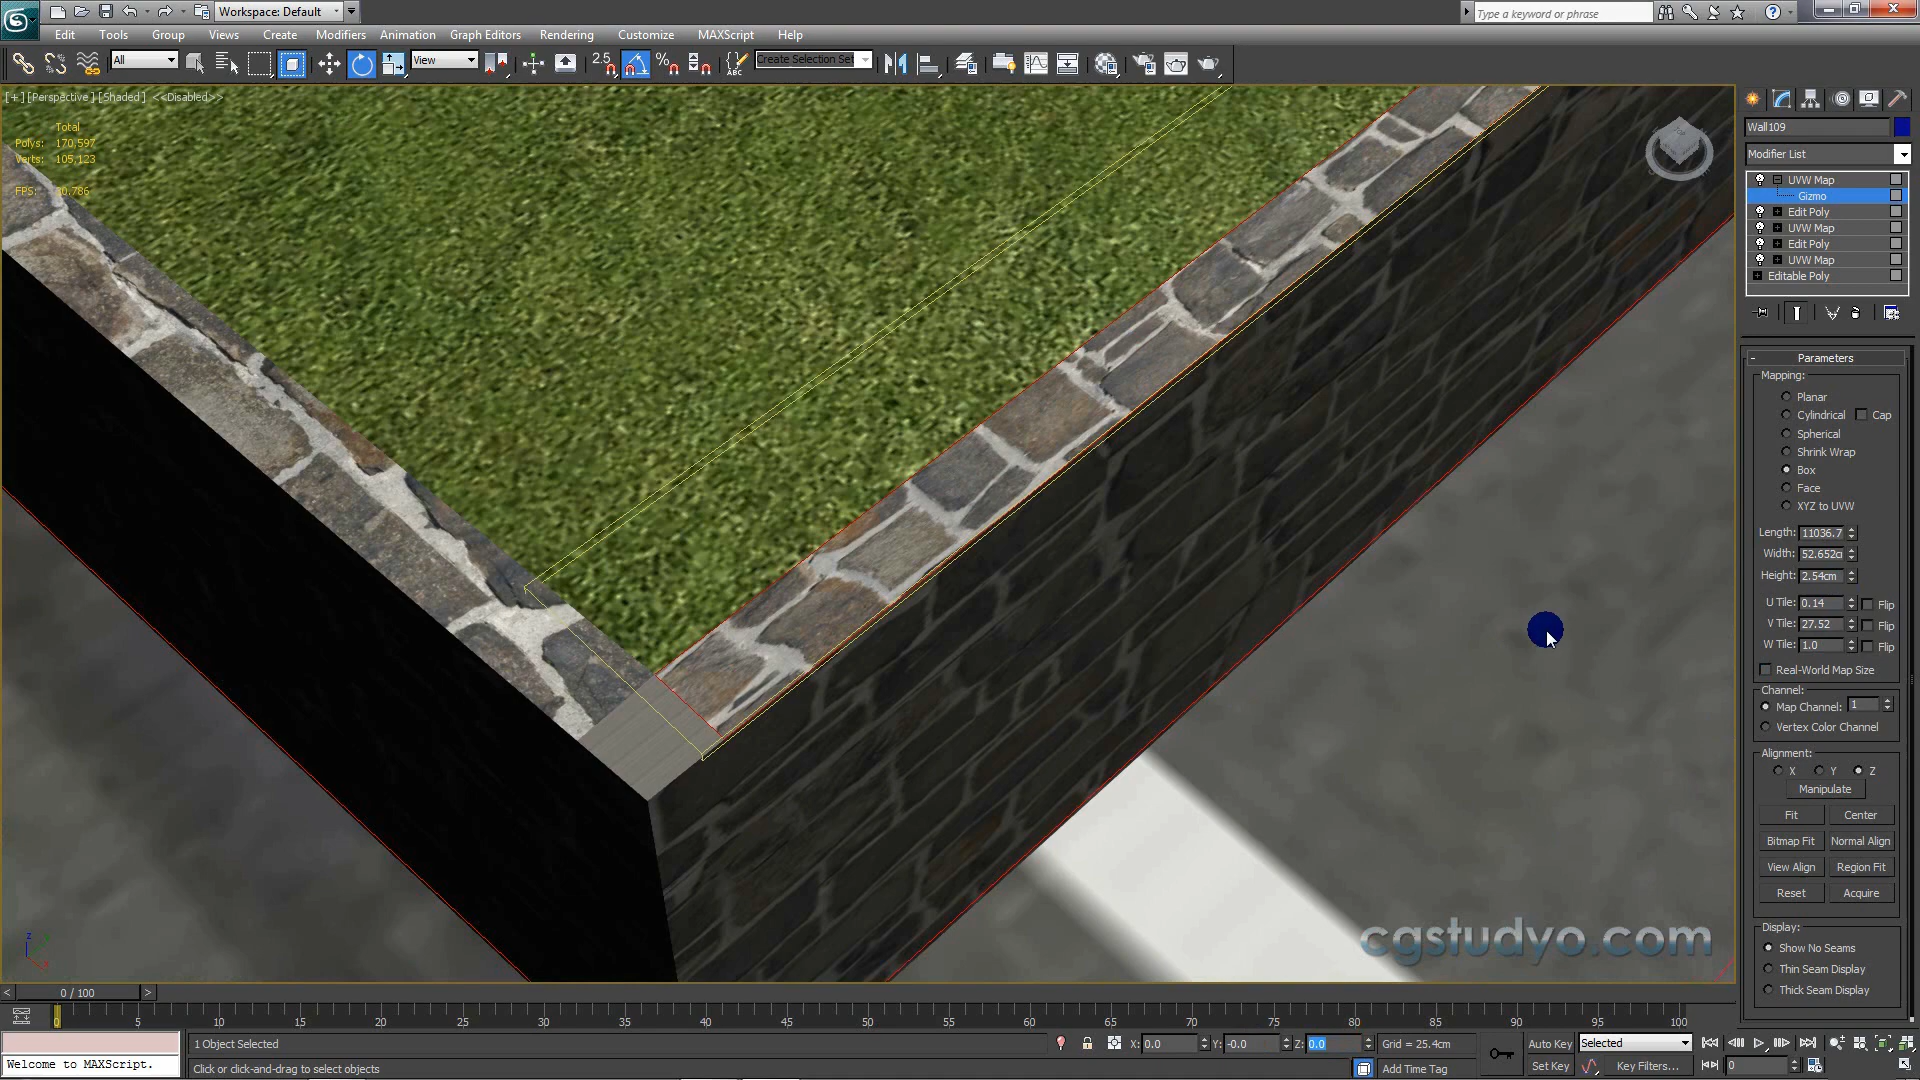 Workspace: Default
Type a keyword or phrase
Edit Tools Group Views Create Modifiers Animation Graph Editors Rendering Customize MAXScript Help
All View 2.5 % ABC Create Selection Set
[+] [Perspective] [Shaded] <<Disabled>>
Total
Polys: 170,597
Verts: 105,123
FPS:
Wall109
Modifier List
UVW Map
Gizmo
Edit Poly
UVW Map
Edit Poly
UVW Map
Editable Poly
- Parameters
Mapping:
Planar
Cylindrical Cap
Spherical
Shrink Wrap
Box
Face
XYZ to UVW
Length: 11036.7
Width: 52.652c
Height: 2.54cm
U Tile: 0.14 Flip
V Tile: 27.52 Flip
W Tile: 1.0 Flip
Real-World Map Size
Channel:
Map Channel: 1
Vertex Color Channel
Alignment:
X Y Z
Manipulate
Fit Center
Bitmap Fit Normal Align
View Align Region Fit
Reset Acquire
Display:
Show No Seams
Thin Seam Display
Thick Seam Display
cgstudyo.com
z
< 0 / 100 >
0 5 10 15 20 25 30 35 40 45 50 55 60 65 70 75 80 85 90 95 100
1 Object Selected X: 0.0 Y: -0.0 Z: 0.0 Grid = 25.4cm Auto Key Selected
Welcome to MAXScript. Click or click-and-drag to select objects Add Time Tag Set Key Key Filters... 0